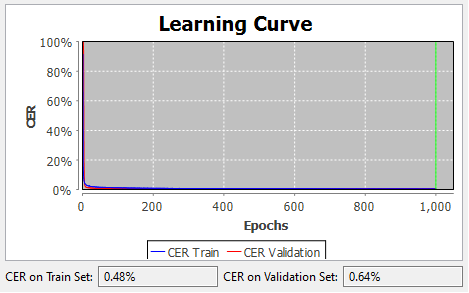 Learning Curve
100%
80%
60%
40%
20%
0%
CER
0 200 400 600 800 1,000
Epochs
CER Train CER Validation
CER on Train Set: 0.48% CER on Validation Set: 0.64%